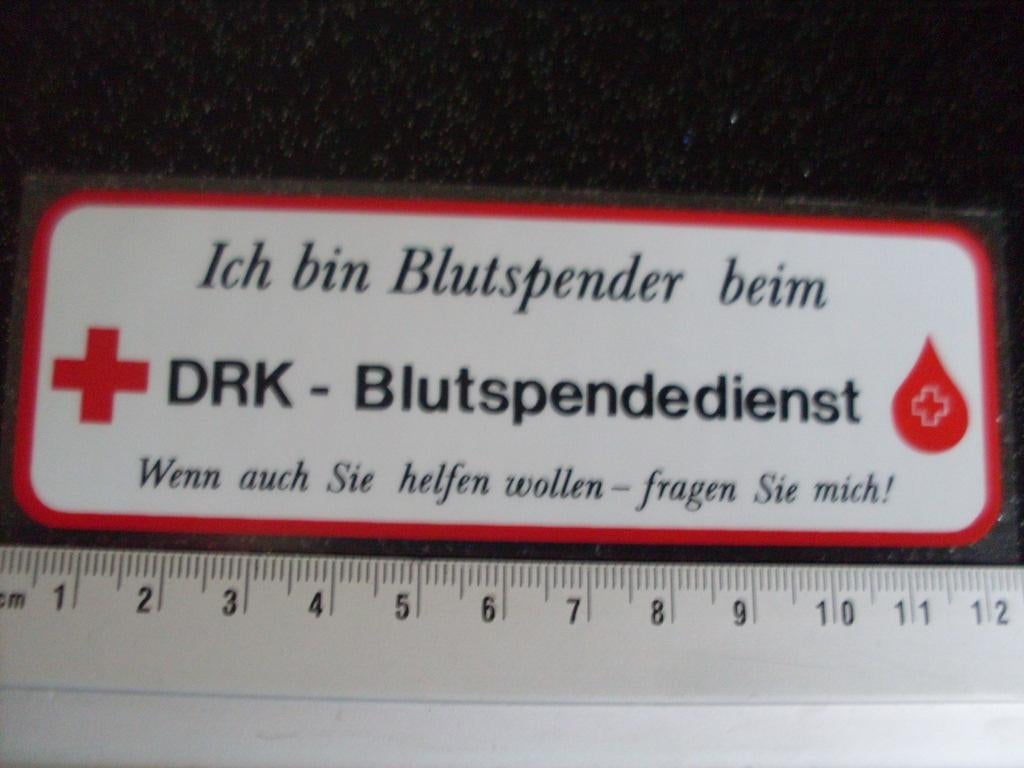 Ich bin Blutspender beim
DRK - Blutspendedienst
Wenn auch Sie helfen wollen – fragen Sie mich!
cm 1 2 3 4 5 6 7 8 9 10 11 12